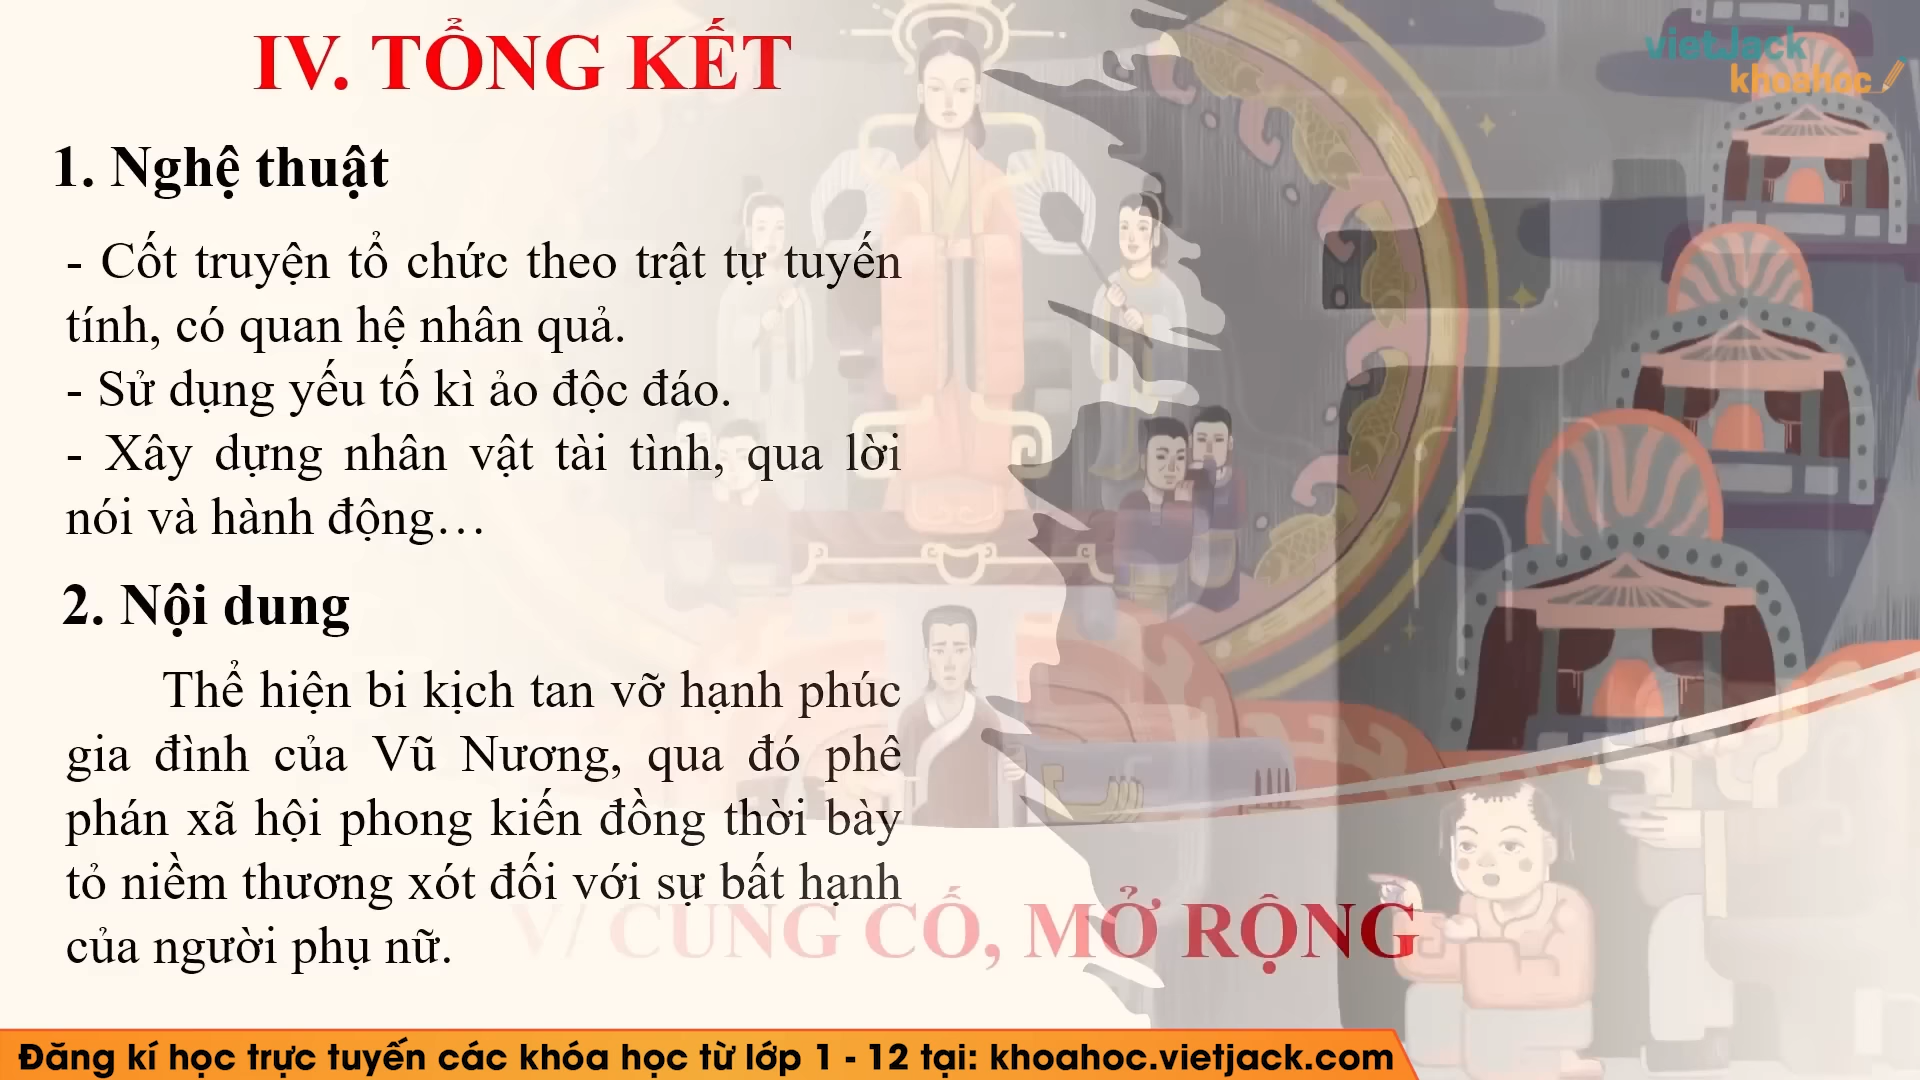 IV. TỔNG KẾT
vietJack
khoahoc
1. Nghệ thuật
- Cốt truyện tổ chức theo trật tự tuyến
tính, có quan hệ nhân quả.
- Sử dụng yếu tố kì ảo độc đáo.
- Xây dựng nhân vật tài tình, qua lời
nói và hành động…
2. Nội dung
Thể hiện bi kịch tan vỡ hạnh phúc
gia đình của Vũ Nương, qua đó phê
phán xã hội phong kiến đồng thời bày
tỏ niềm thương xót đối với sự bất hạnh
của người phụ nữ.
V/ CỦNG CỐ, MỞ RỘNG
Đăng kí học trực tuyến các khóa học từ lớp 1 - 12 tại: khoahoc.vietjack.com